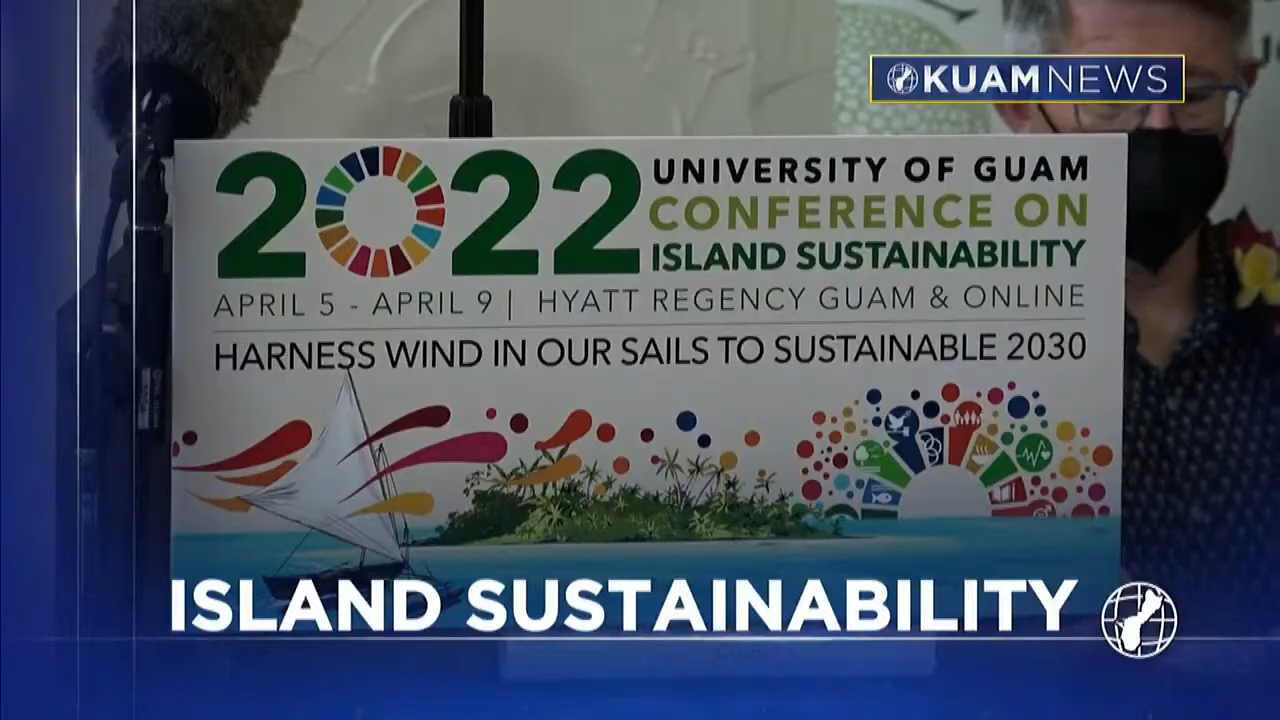 KUAMNEWS
2022
UNIVERSITY OF GUAM
CONFERENCE ON
ISLAND SUSTAINABILITY
APRIL 5 - APRIL 9 | HYATT REGENCY GUAM & ONLINE
HARNESS WIND IN OUR SAILS TO SUSTAINABLE 2030
ISLAND SUSTAINABILITY